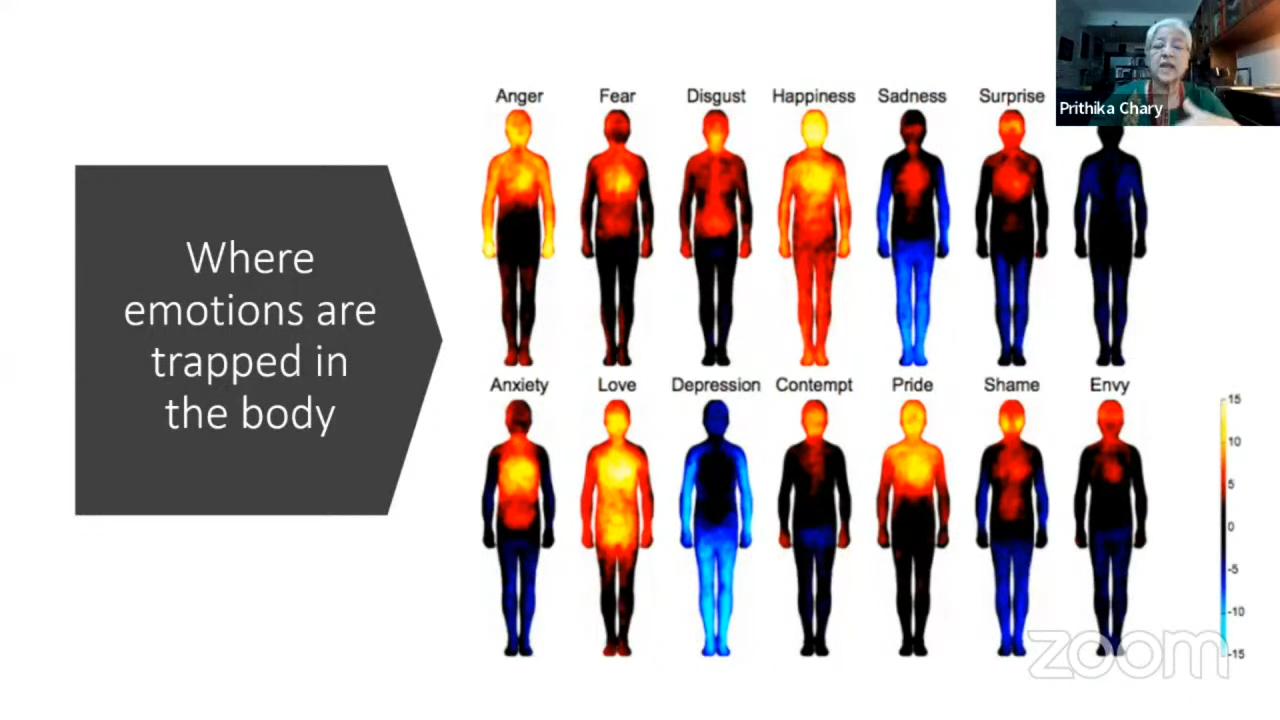 Prithika Chary
Where
emotions are
trapped in
the body
Anger Fear Disgust Happiness Sadness Surprise
Anxiety Love Depression Contempt Pride Shame Envy
15
10
5
0
-5
-10
-15
zoom